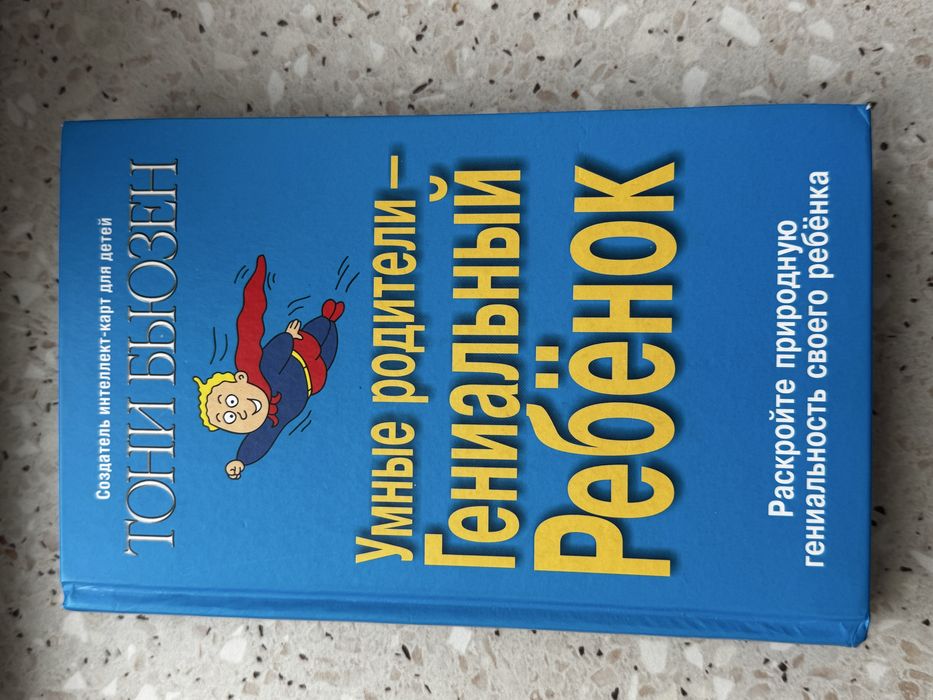 Создатель интеллект-карт для детей
ТОНИ БЬЮЗЕН
Умные родители –
Гениальный
Ребёнок
Раскройте природную
гениальность своего ребёнка